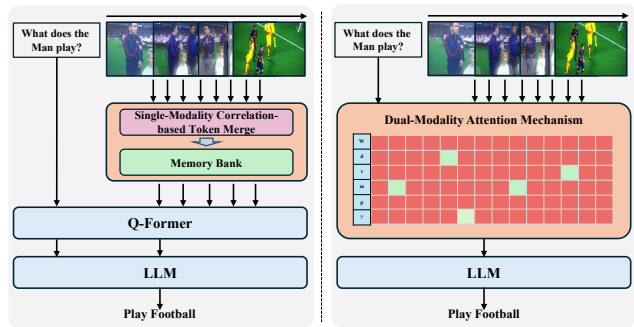 What does the
Man play?
Single-Modality Correlation-
based Token Merge
Memory Bank
Q-Former
LLM
Play Football
What does the
Man play?
Dual-Modality Attention Mechanism
W
d
t
m
p
?
LLM
Play Football